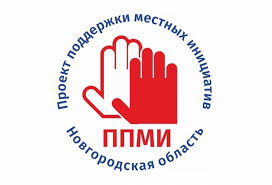 Проект поддержки местных инициатив
ППМИ
Новгородская область